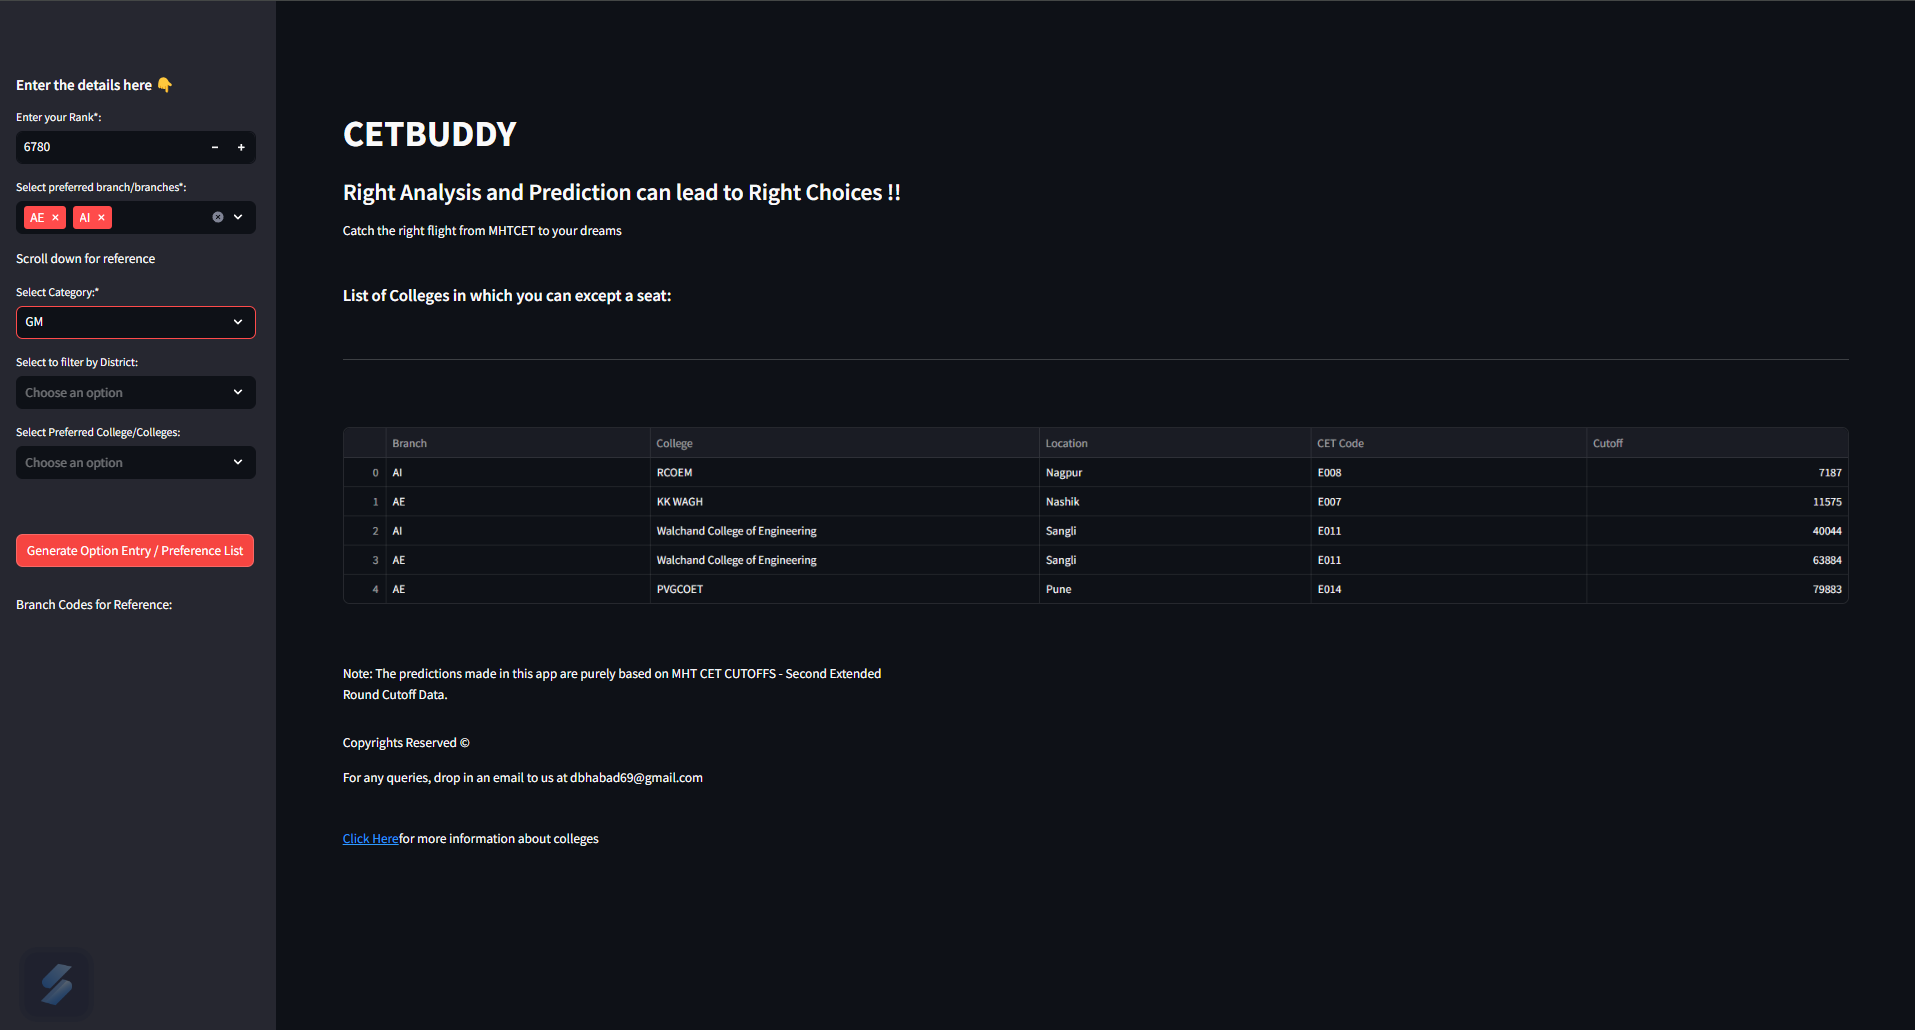 Enter the details here 👇
Enter your Rank*:
6780 − +
Select preferred branch/branches*:
AE × AI ×
Scroll down for reference
Select Category:*
GM
Select to filter by District:
Choose an option
Select Preferred College/Colleges:
Choose an option
Generate Option Entry / Preference List
Branch Codes for Reference:
CETBUDDY
Right Analysis and Prediction can lead to Right Choices !!
Catch the right flight from MHTCET to your dreams
List of Colleges in which you can except a seat:
Branch College Location CET Code Cutoff
0 AI RCOEM Nagpur E008 7187
1 AE KK WAGH Nashik E007 11575
2 AI Walchand College of Engineering Sangli E011 40044
3 AE Walchand College of Engineering Sangli E011 63884
4 AE PVGCOET Pune E014 79883
Note: The predictions made in this app are purely based on MHT CET CUTOFFS - Second Extended
Round Cutoff Data.
Copyrights Reserved ©
For any queries, drop in an email to us at dbhabad69@gmail.com
Click Herefor more information about colleges